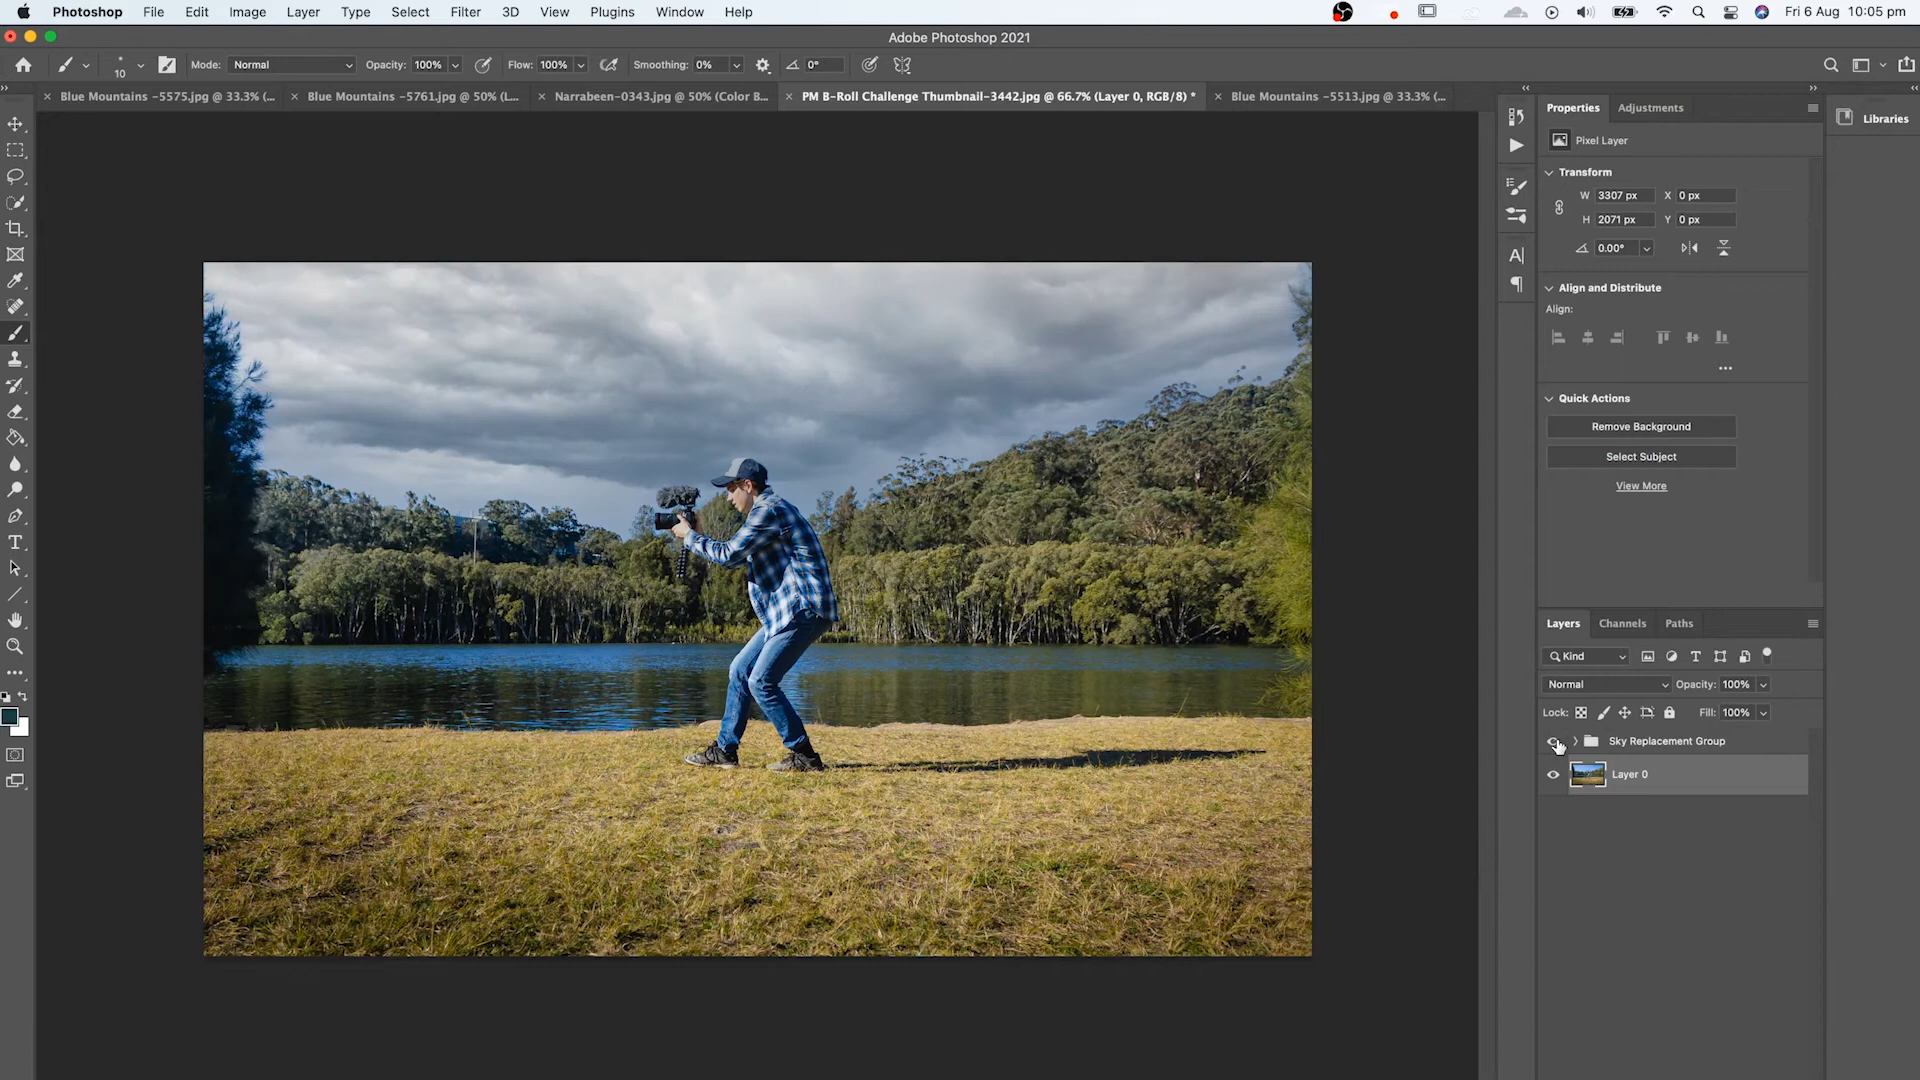 Photoshop File Edit Image Layer Type Select Filter 3D View Plugins Window Help Fri 6 Aug 10:05 pm
Adobe Photoshop 2021
10 Mode: Normal Opacity: 100% Flow: 100% Smoothing: 0% 0°
Blue Mountains -5575.jpg @ 33.3% (... Blue Mountains -5761.jpg @ 50% (L... Narrabeen-0343.jpg @ 50% (Color B... PM B-Roll Challenge Thumbnail-3442.jpg @ 66.7% (Layer 0, RGB/8) * Blue Mountains -5513.jpg @ 33.3% (...
Properties Adjustments
Libraries
Pixel Layer
Transform
W 3307 px X 0 px
H 2071 px Y 0 px
0.00°
Align and Distribute
Align:
Quick Actions
Remove Background
Select Subject
View More
Layers Channels Paths
Kind
Normal Opacity: 100%
Lock: Fill: 100%
Sky Replacement Group
Layer 0